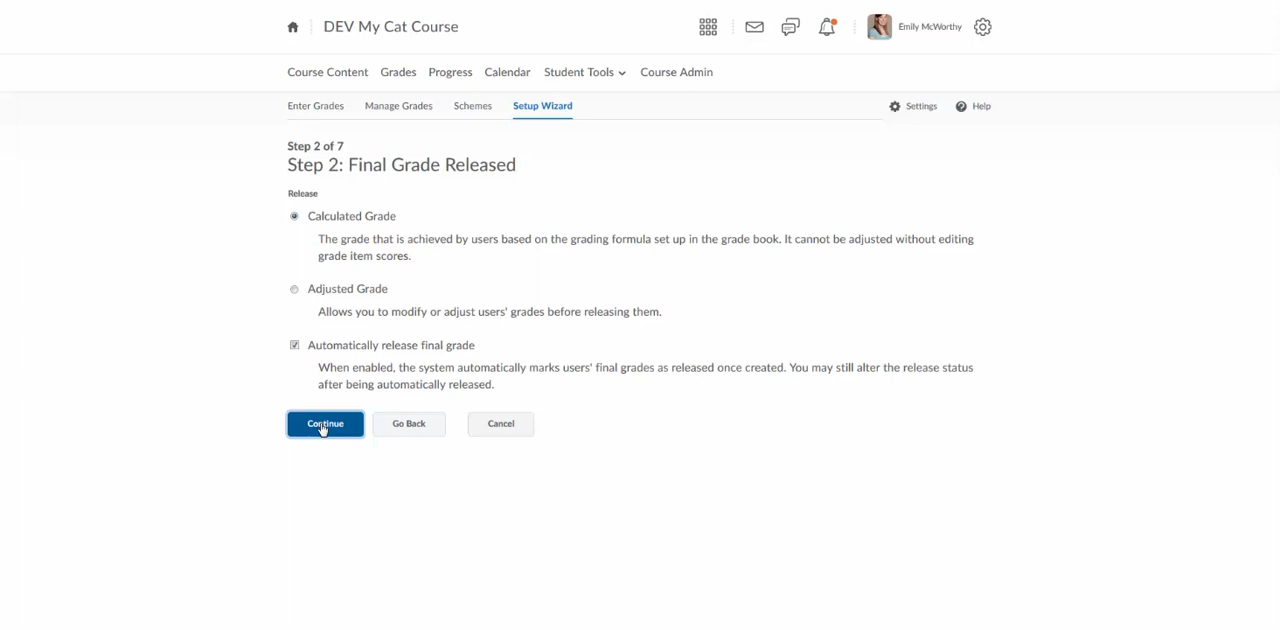 DEV My Cat Course
Emily McWorthy
Course Content Grades Progress Calendar Student Tools Course Admin
Enter Grades Manage Grades Schemes Setup Wizard Settings Help
Step 2 of 7
Step 2: Final Grade Released
Release
Calculated Grade
The grade that is achieved by users based on the grading formula set up in the grade book. It cannot be adjusted without editing
grade item scores.
Adjusted Grade
Allows you to modify or adjust users' grades before releasing them.
Automatically release final grade
When enabled, the system automatically marks users' final grades as released once created. You may still alter the release status
after being automatically released.
Continue Go Back Cancel